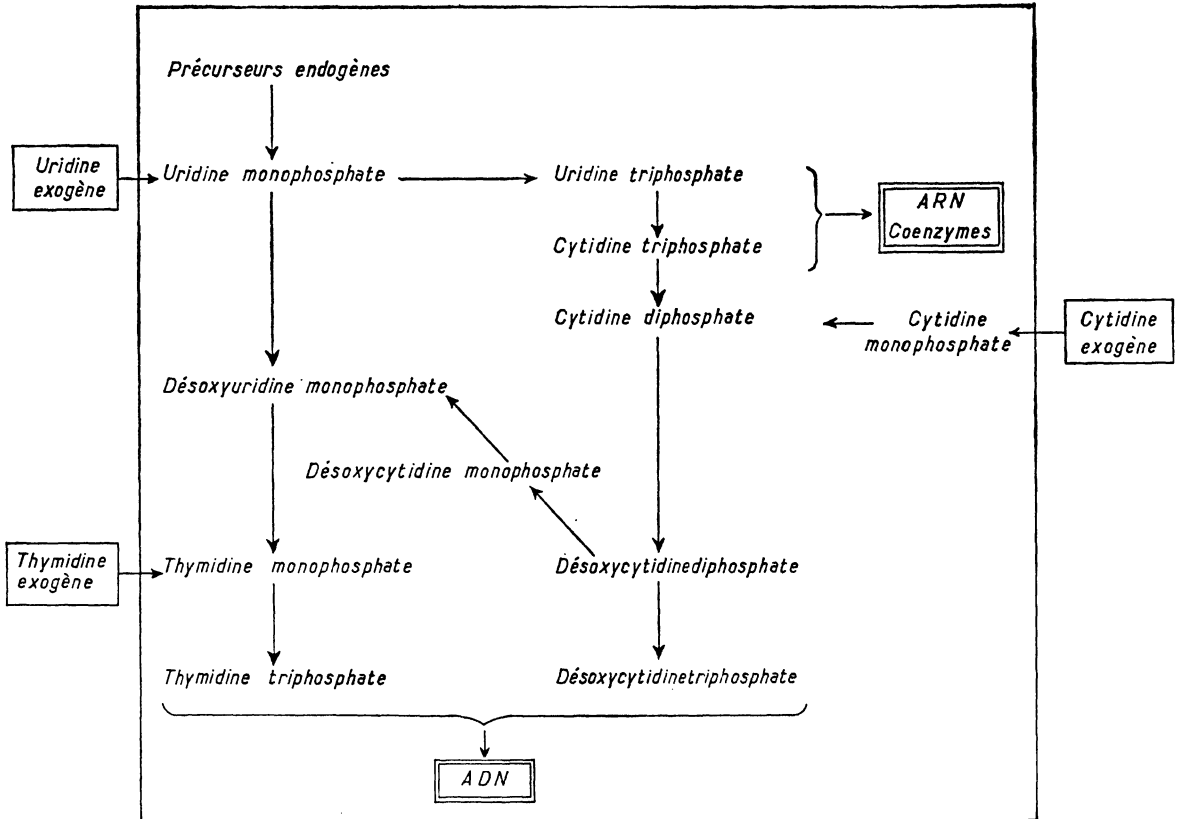 Précurseurs endogènes
Uridine
exogène
Uridine monophosphate
Uridine triphosphate
ARN
Coenzymes
Cytidine triphosphate
Cytidine diphosphate
Cytidine
monophosphate
Cytidine
exogène
Désoxyuridine monophosphate
Désoxycytidine monophosphate
Thymidine
exogène
Thymidine monophosphate
Désoxycytidinediphosphate
Thymidine triphosphate
Désoxycytidinetriphosphate
ADN